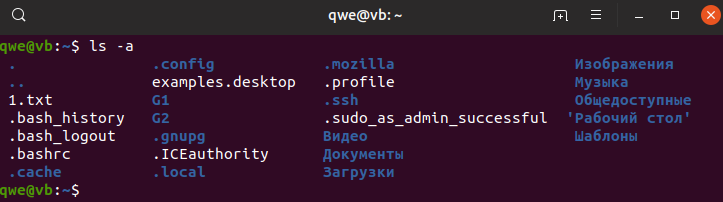 qwe@vb: ~
qwe@vb:~$ ls -a
. .config .mozilla Изображения
.. examples.desktop .profile Музыка
1.txt G1 .ssh Общедоступные
.bash_history G2 .sudo_as_admin_successful 'Рабочий стол'
.bash_logout .gnupg Видео Шаблоны
.bashrc .ICEauthority Документы
.cache .local Загрузки
qwe@vb:~$